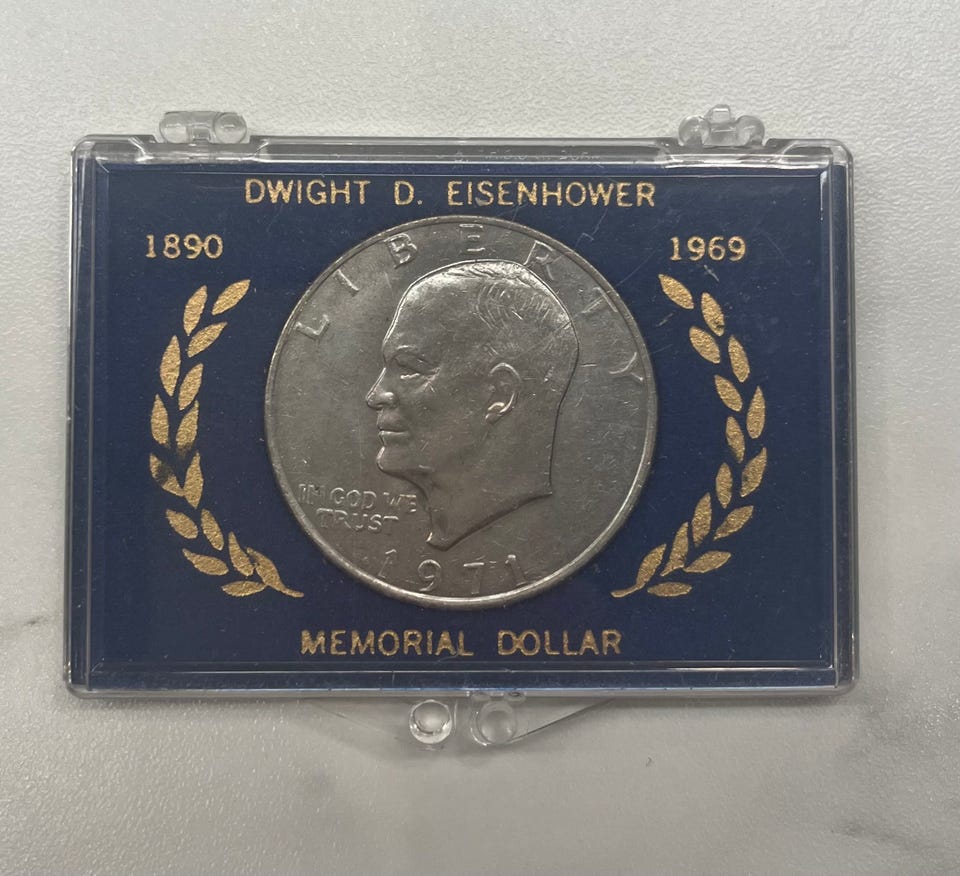 DWIGHT D. EISENHOWER
1890
1969
LIBERTY
IN GOD WE
TRUST
1971
MEMORIAL DOLLAR